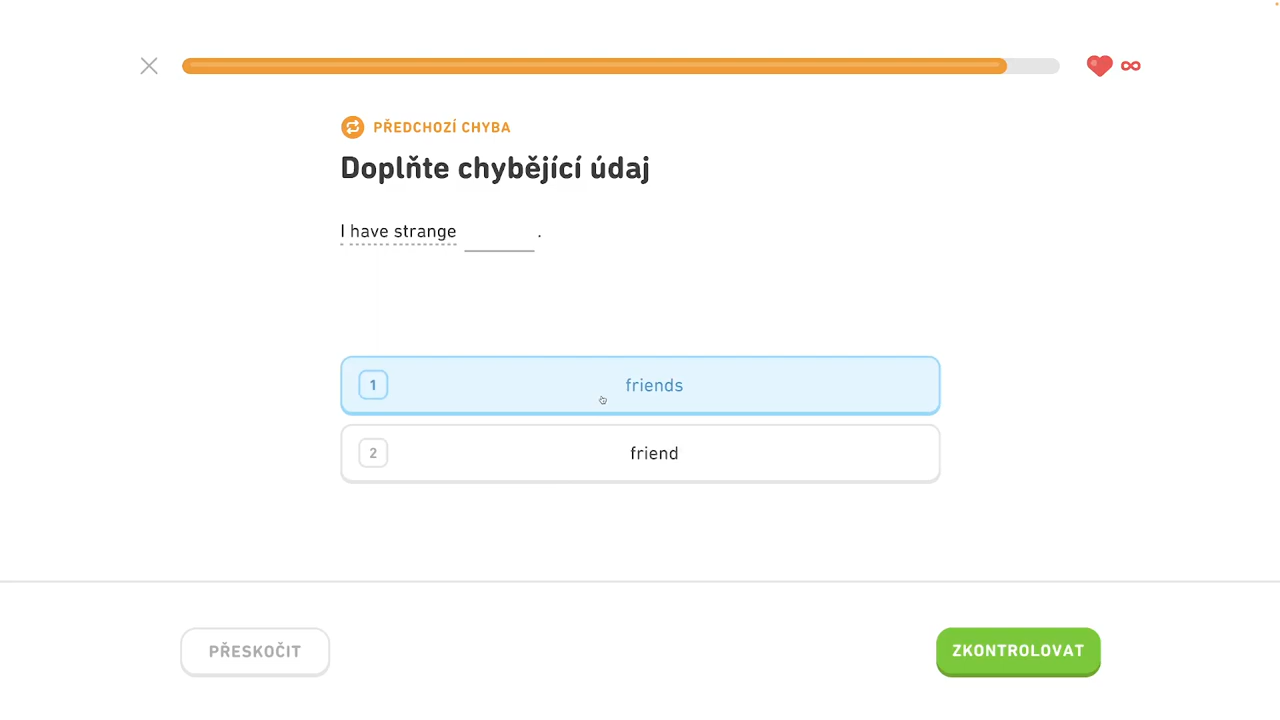 PŘEDCHOZÍ CHYBA
Doplňte chybějící údaj
I have strange .
1 friends
2 friend
PŘESKOČIT ZKONTROLOVAT